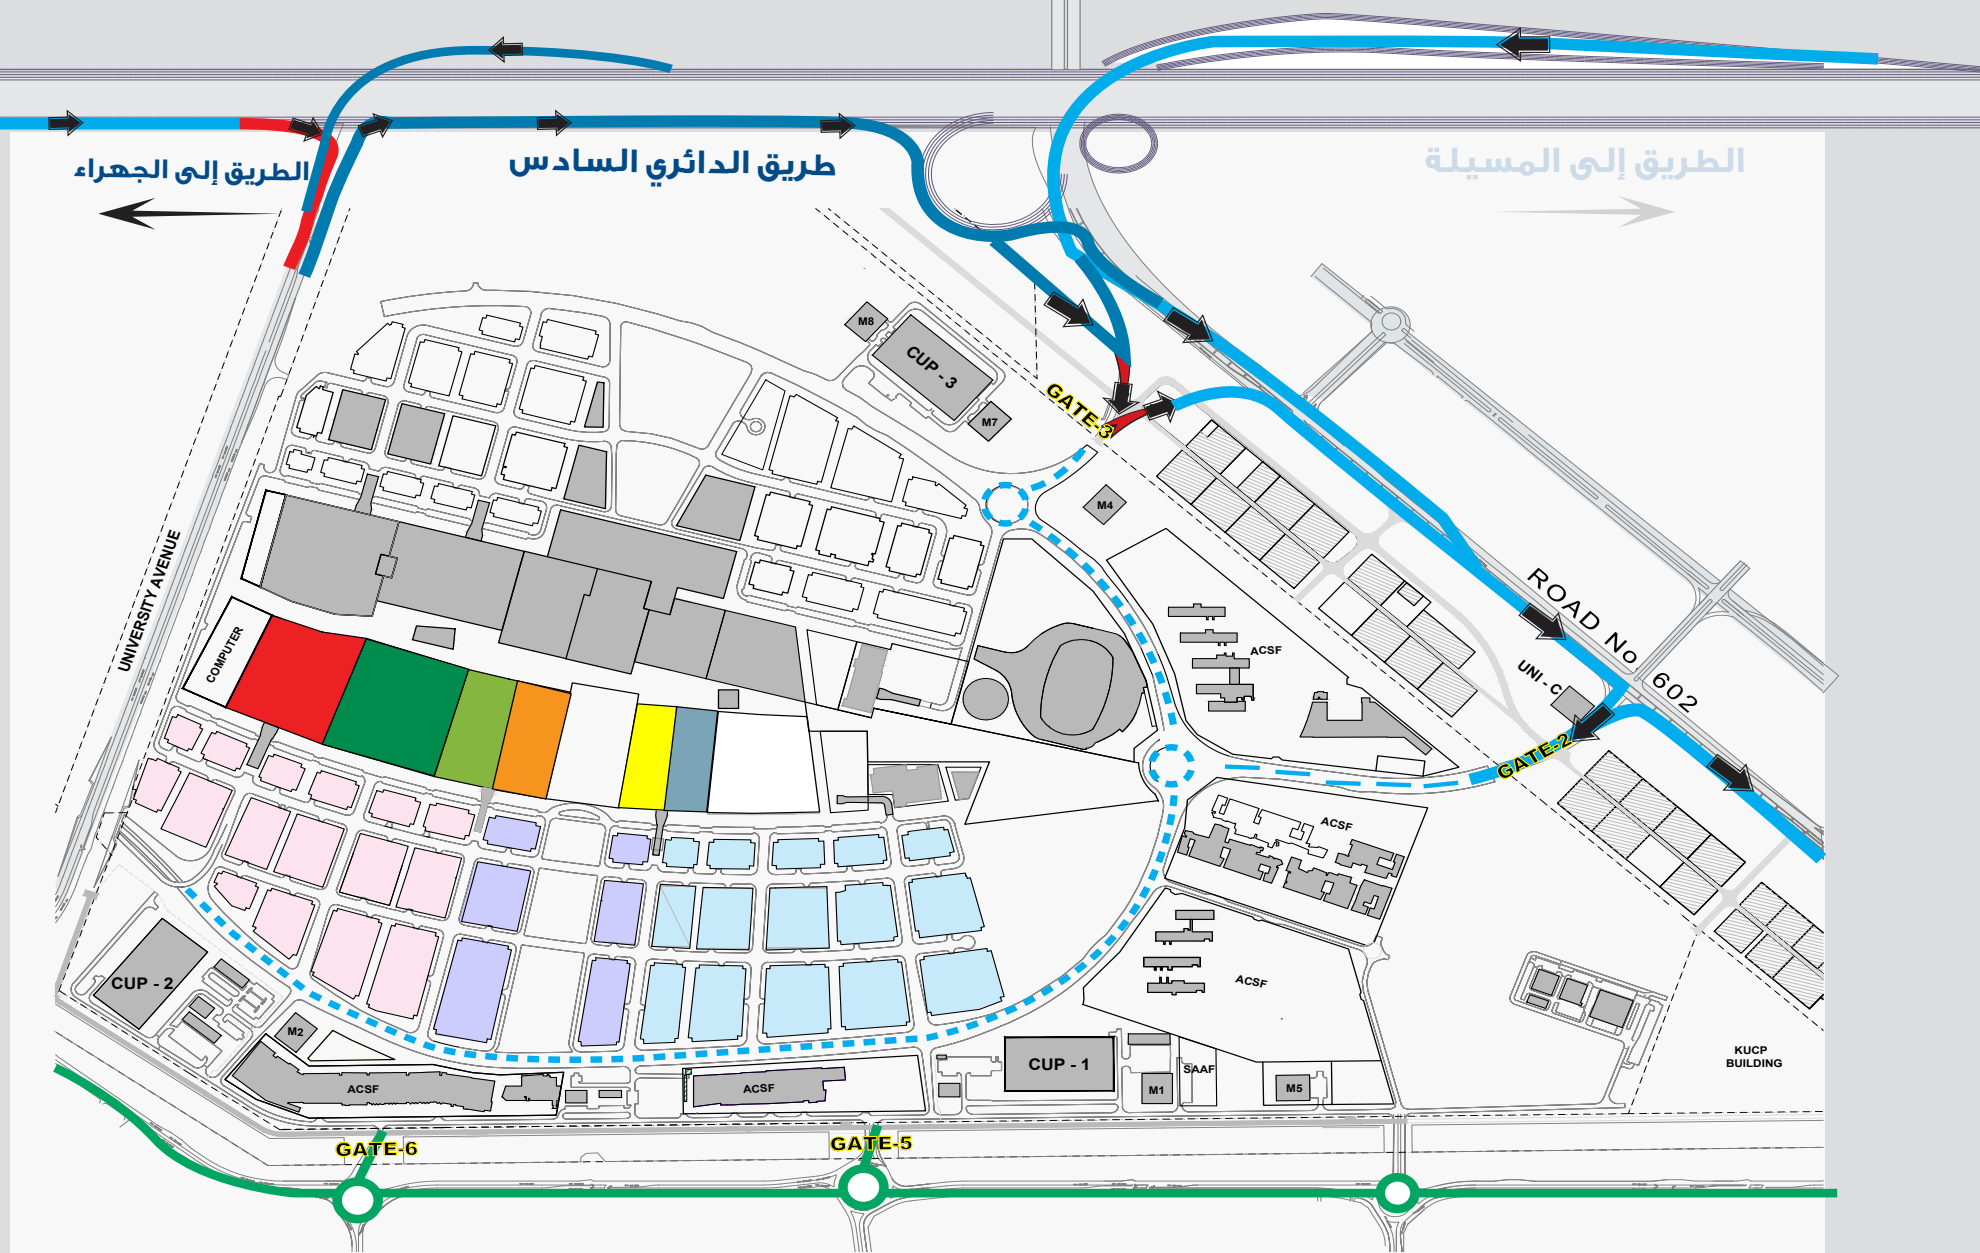 الطريق إلى المسيلة
طريق الدائري السادس
الطريق إلى الجهراء
M8
CUP - 3
M7
GATE-3
M4
UNIVERSITY AVENUE
ROAD No 602
ACSF
UNI - C
COMPUTER
GATE-2
ACSF
CUP - 2
ACSF
M2
CUP - 1
KUCP
BUILDING
SAAF
ACSF
ACSF
M1
M5
GATE-6
GATE-5